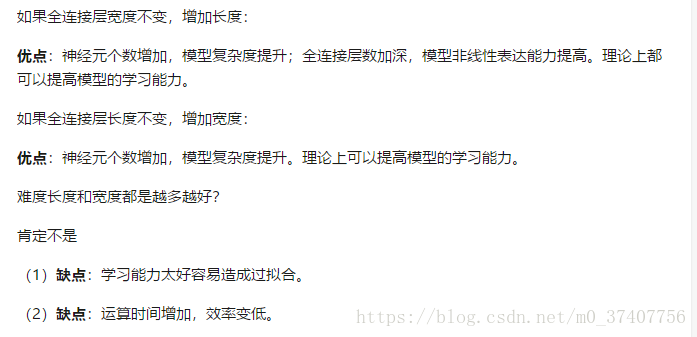 如果全连接层宽度不变，增加长度：
优点：神经元个数增加，模型复杂度提升；全连接层数加深，模型非线性表达能力提高。理论上都
可以提高模型的学习能力。
如果全连接层长度不变，增加宽度：
优点：神经元个数增加，模型复杂度提升。理论上可以提高模型的学习能力。
难度长度和宽度都是越多越好？
肯定不是
（1）缺点：学习能力太好容易造成过拟合。
（2）缺点：运算时间增加，效率变低。
https://blog.csdn.net/m0_37407756